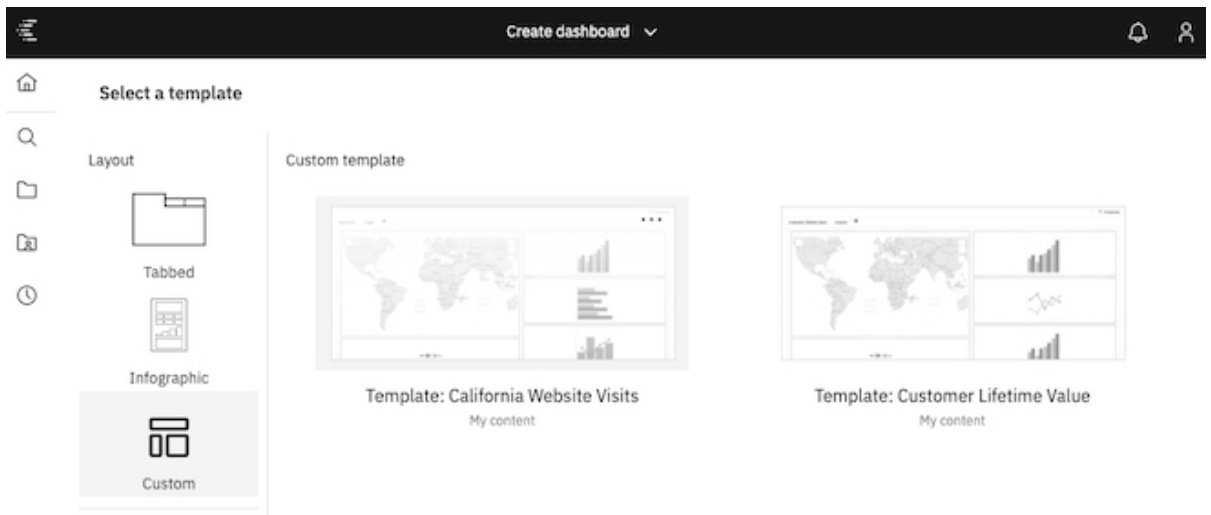 Create dashboard
Select a template
Layout
Custom template
Tabbed
Infographic
Template: California Website Visits
Template: Customer Lifetime Value
My content
My content
Custom